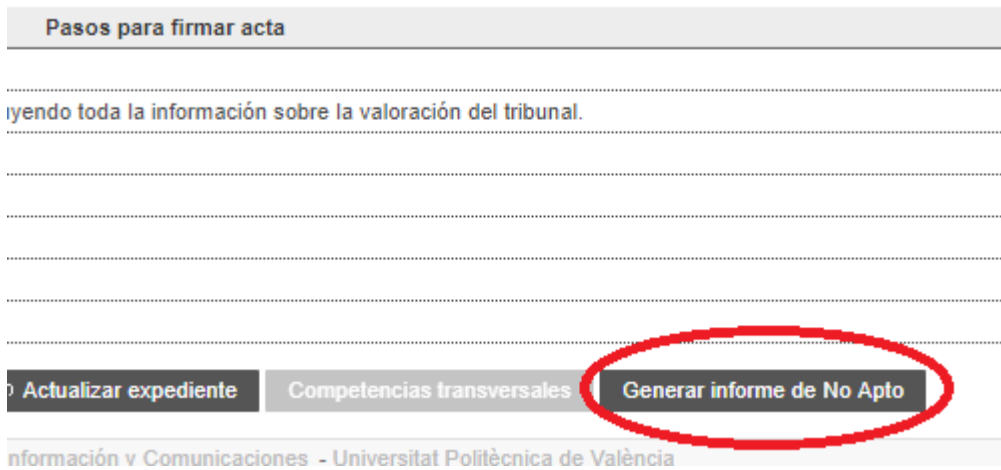 Pasos para firmar acta
yendo toda la información sobre la valoración del tribunal.
Actualizar expediente Competencias transversales Generar informe de No Apto
nformación y Comunicaciones - Universitat Politècnica de València